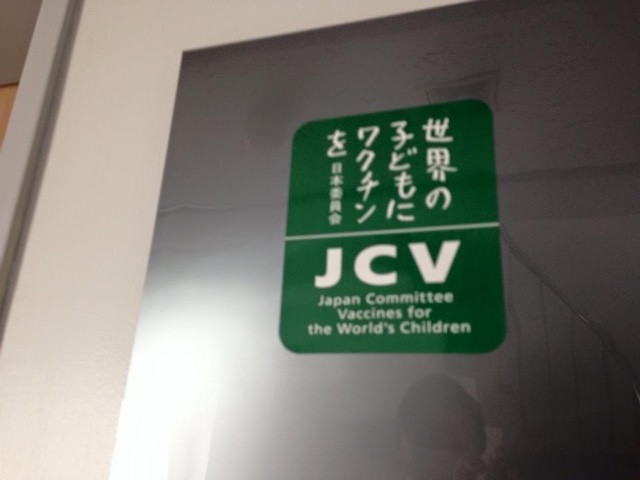 世界の
子どもに
ワクチン
を日本委員会
JCV
Japan Committee
Vaccines for
the World's Children